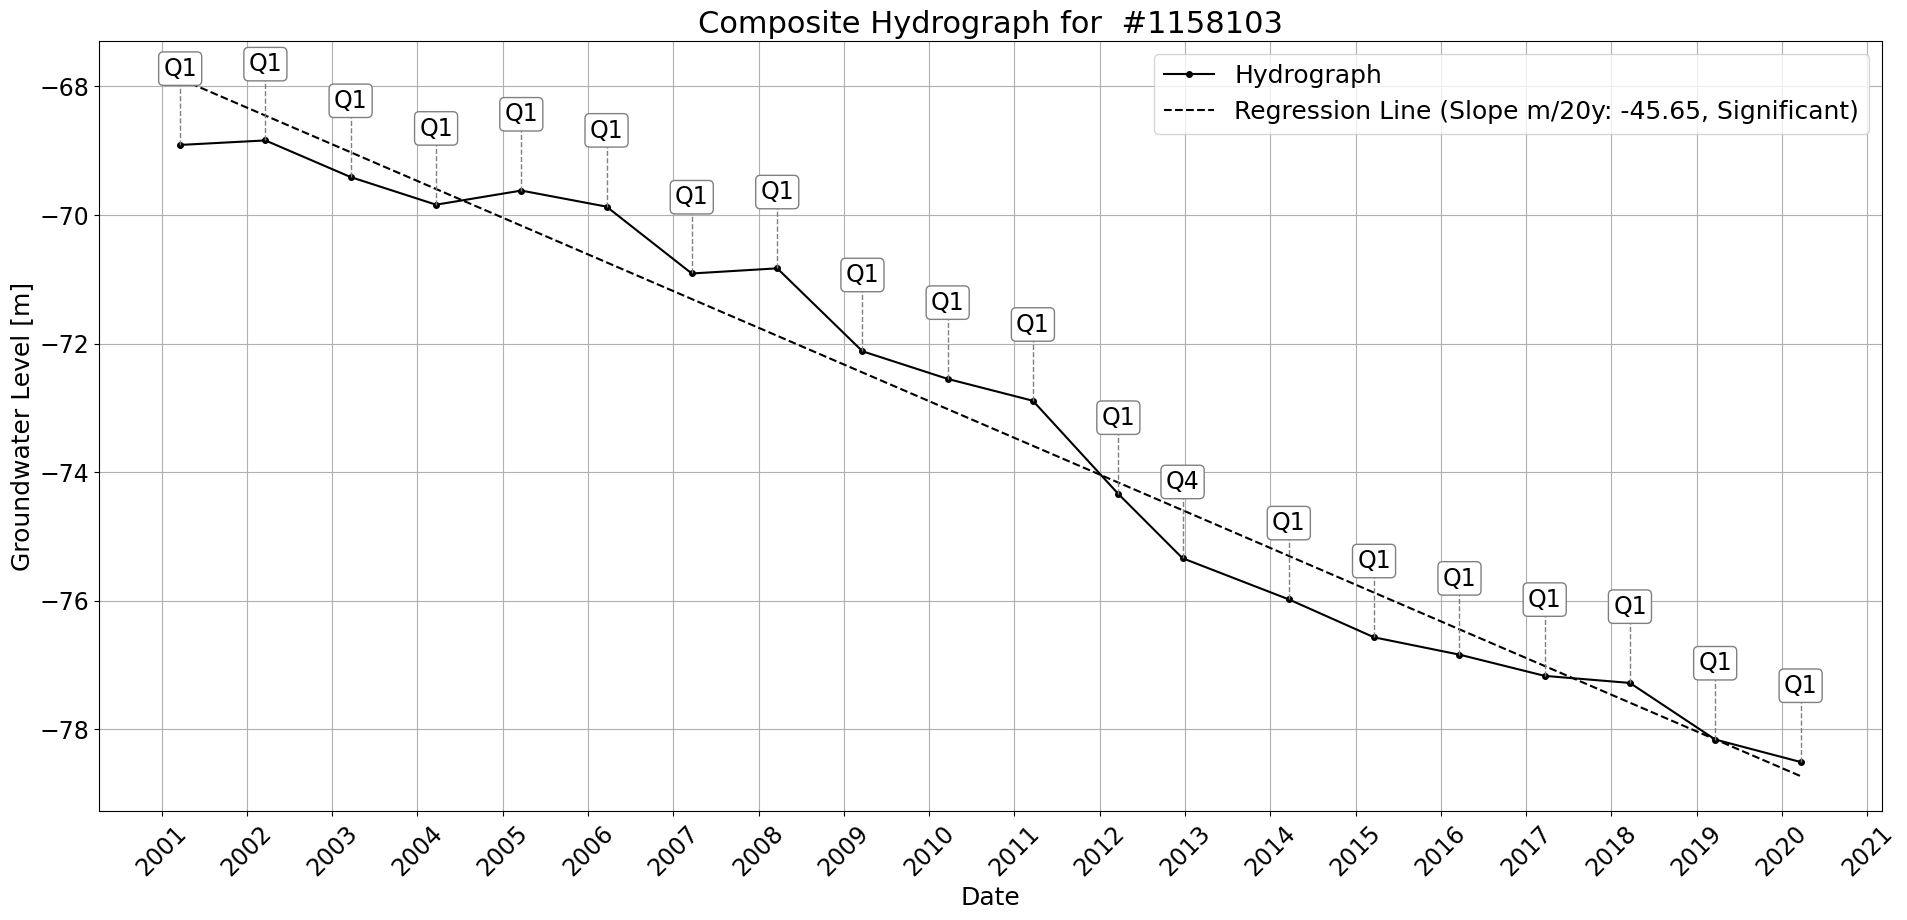 Composite Hydrograph for #1158103
Hydrograph
Regression Line (Slope m/20y: -45.65, Significant)
Groundwater Level [m]
−68
−70
−72
−74
−76
−78
Q1
Q1
Q1
Q1
Q1
Q1
Q1
Q1
Q1
Q1
Q1
Q1
Q4
Q1
Q1
Q1
Q1
Q1
Q1
Q1
2001
2002
2003
2004
2005
2006
2007
2008
2009
2010
2011
2012
2013
2014
2015
2016
2017
2018
2019
2020
2021
Date